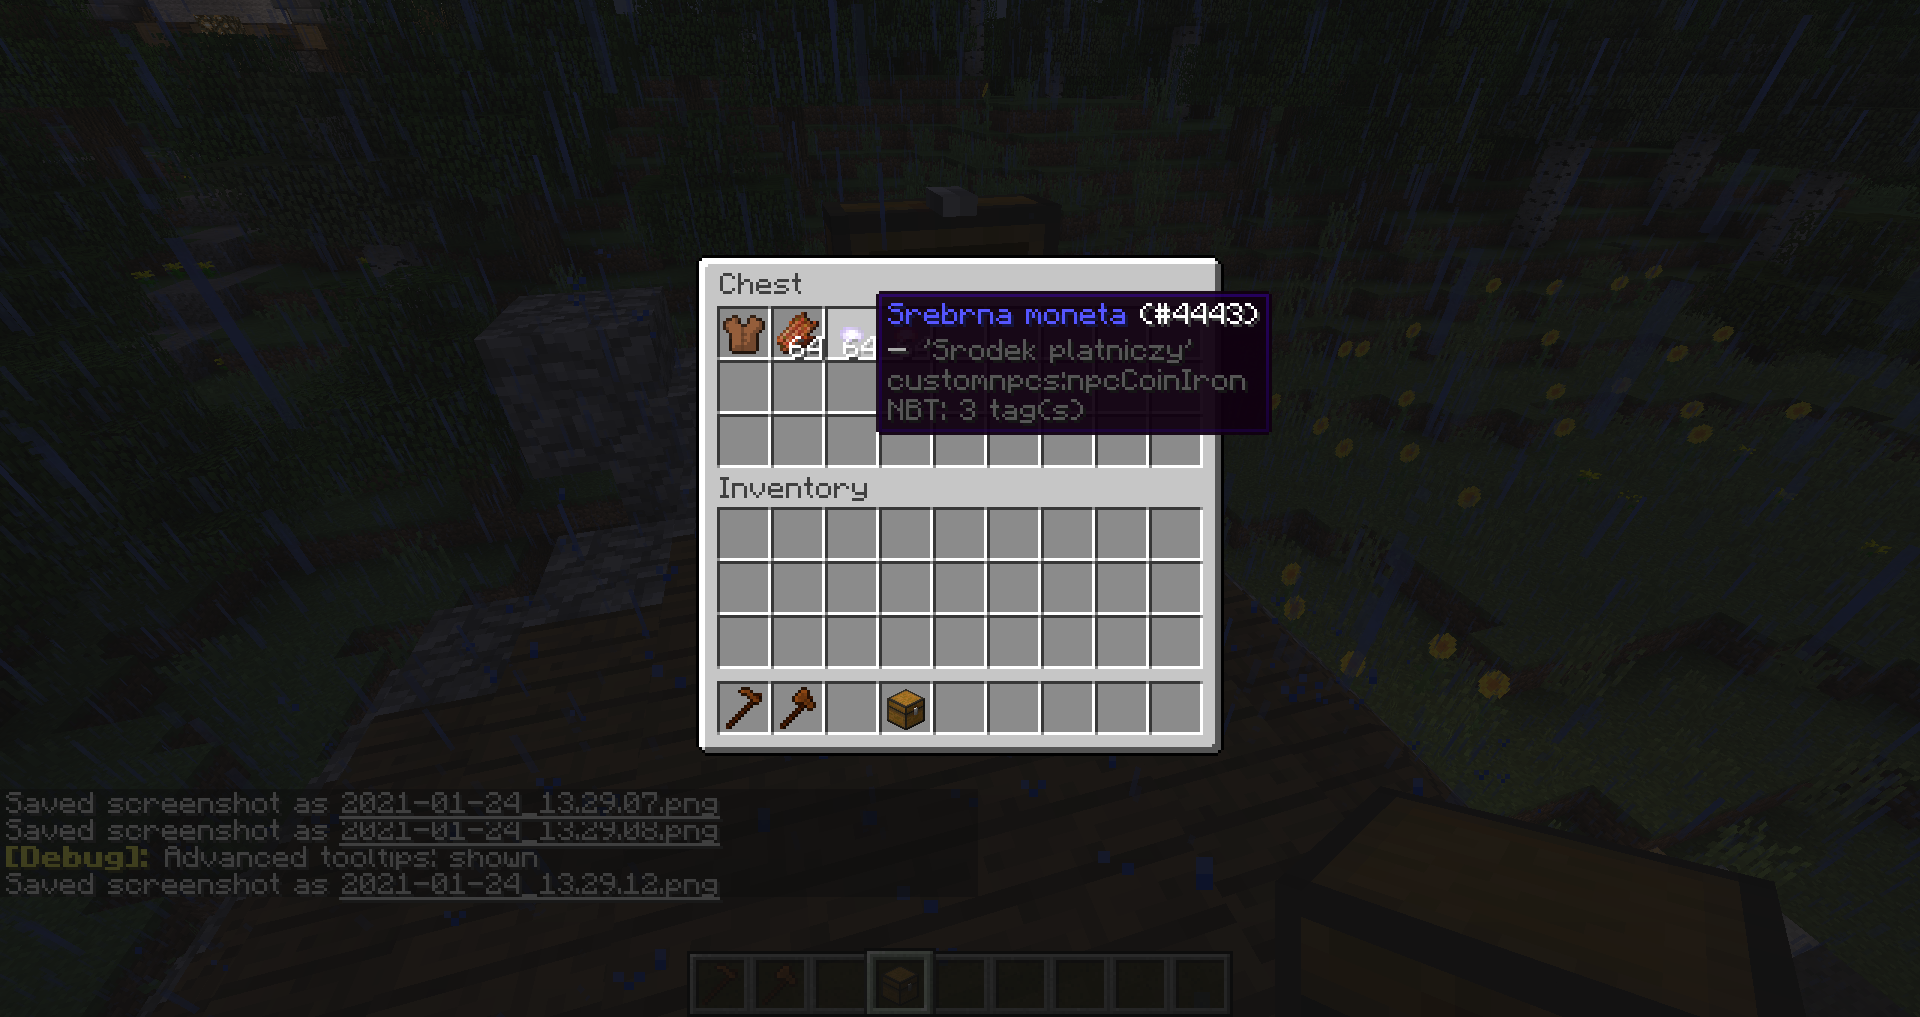 Chest
64
64
Srebrna moneta (#4443)
– 'Srodek platniczy'
customnpcs:npcCoinIron
NBT: 3 tag(s)
Inventory
Saved screenshot as 2021-01-24_13.29.07.png
Saved screenshot as 2021-01-24_13.29.08.png
[Debug]: Advanced tooltips: shown
Saved screenshot as 2021-01-24_13.29.12.png